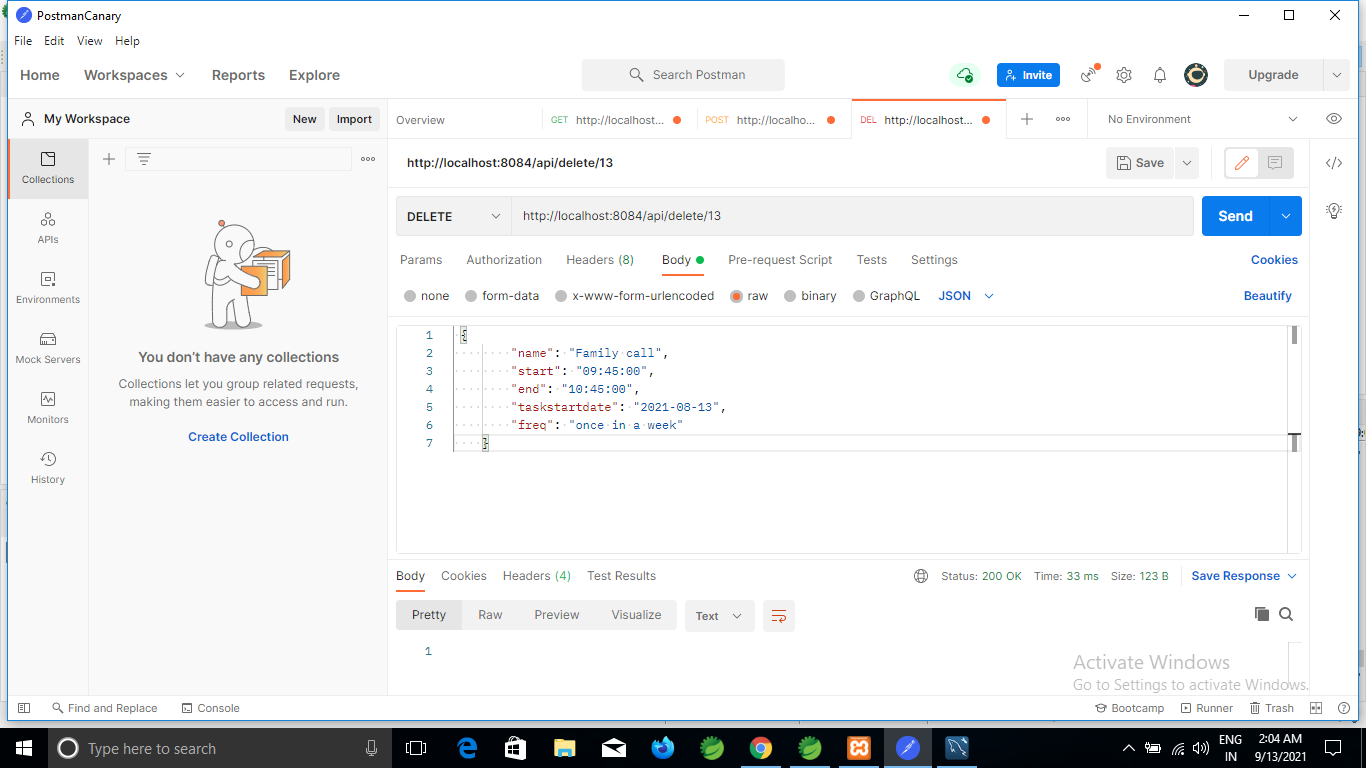 PostmanCanary
File Edit View Help
Home Workspaces Reports Explore Search Postman Invite Upgrade
My Workspace New Import Overview GET http://localhost... POST http://localho... DEL http://localhost... No Environment
Collections
APIs
Environments
Mock Servers
Monitors
History
You don't have any collections
Collections let you group related requests,
making them easier to access and run.
Create Collection
http://localhost:8084/api/delete/13 Save
DELETE http://localhost:8084/api/delete/13 Send
Params Authorization Headers (8) Body Pre-request Script Tests Settings Cookies
none form-data x-www-form-urlencoded raw binary GraphQL JSON Beautify
1 {
2 "name": "Family call",
3 "start": "09:45:00",
4 "end": "10:45:00",
5 "taskstartdate": "2021-08-13",
6 "freq": "once in a week"
7 }
Body Cookies Headers (4) Test Results Status: 200 OK Time: 33 ms Size: 123 B Save Response
Pretty Raw Preview Visualize Text
1
Activate Windows
Go to Settings to activate Windows.
Find and Replace Console Bootcamp Runner Trash
Type here to search
ENG
IN
2:04 AM
9/13/2021